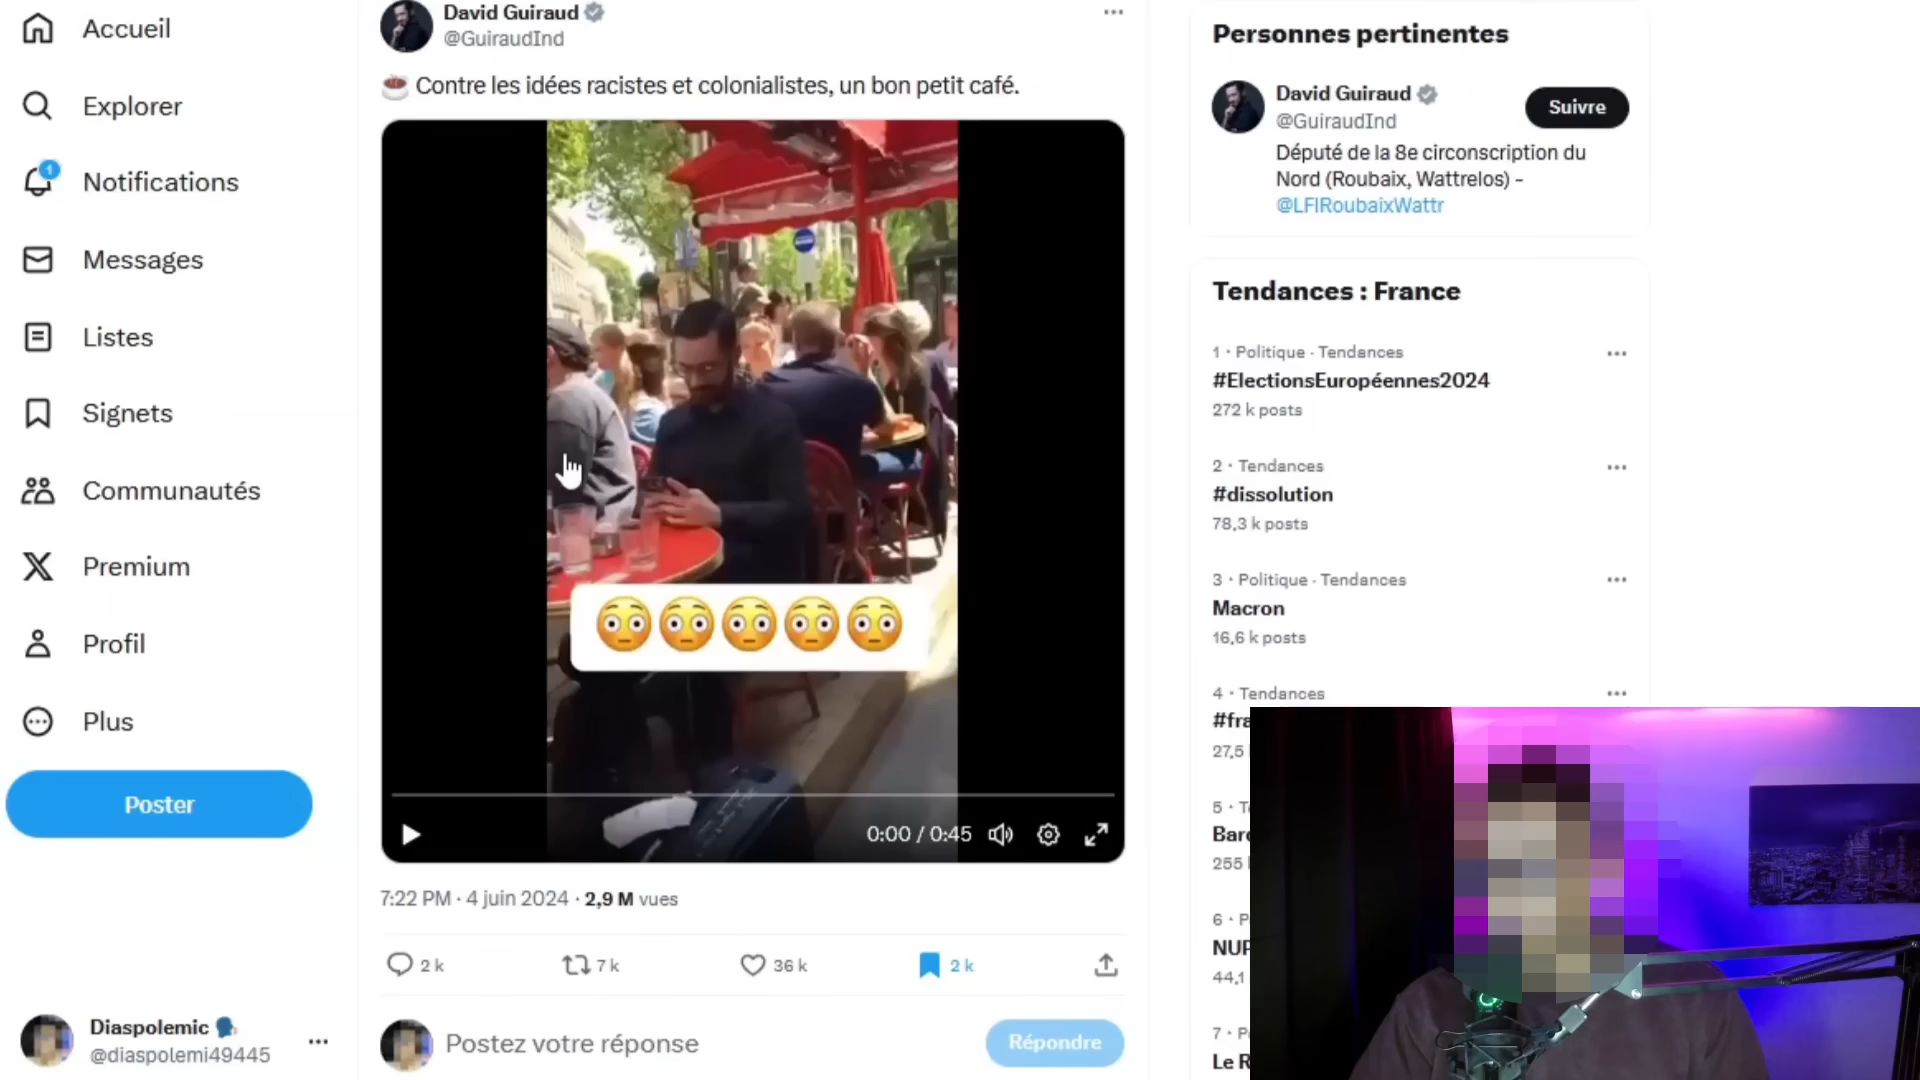 Accueil
Explorer
1
Notifications
Messages
Listes
Signets
Communautés
Premium
Profil
Plus
Poster
Diaspolemic
@diaspolemi49445
David Guiraud
@GuiraudInd
Contre les idées racistes et colonialistes, un bon petit café.
0:00 / 0:45
7:22 PM · 4 juin 2024 · 2,9 M vues
2 k
7 k
36 k
2 k
Postez votre réponse
Répondre
Personnes pertinentes
David Guiraud
@GuiraudInd
Suivre
Député de la 8e circonscription du
Nord (Roubaix, Wattrelos) -
@LFIRoubaixWattr
Tendances : France
1 · Politique · Tendances
#ElectionsEuropéennes2024
272 k posts
2 · Tendances
#dissolution
78,3 k posts
3 · Politique · Tendances
Macron
16,6 k posts
4 · Tendances
#fra
27,5
5 · T
Bard
255
6 · P
NUP
44,1
7 · P
Le R